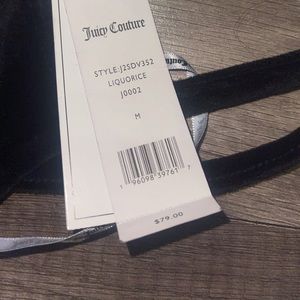 Juicy Couture
STYLE:J25DV352
LIQUORICE
J0002
M
1 96098 39761 7
$79.00